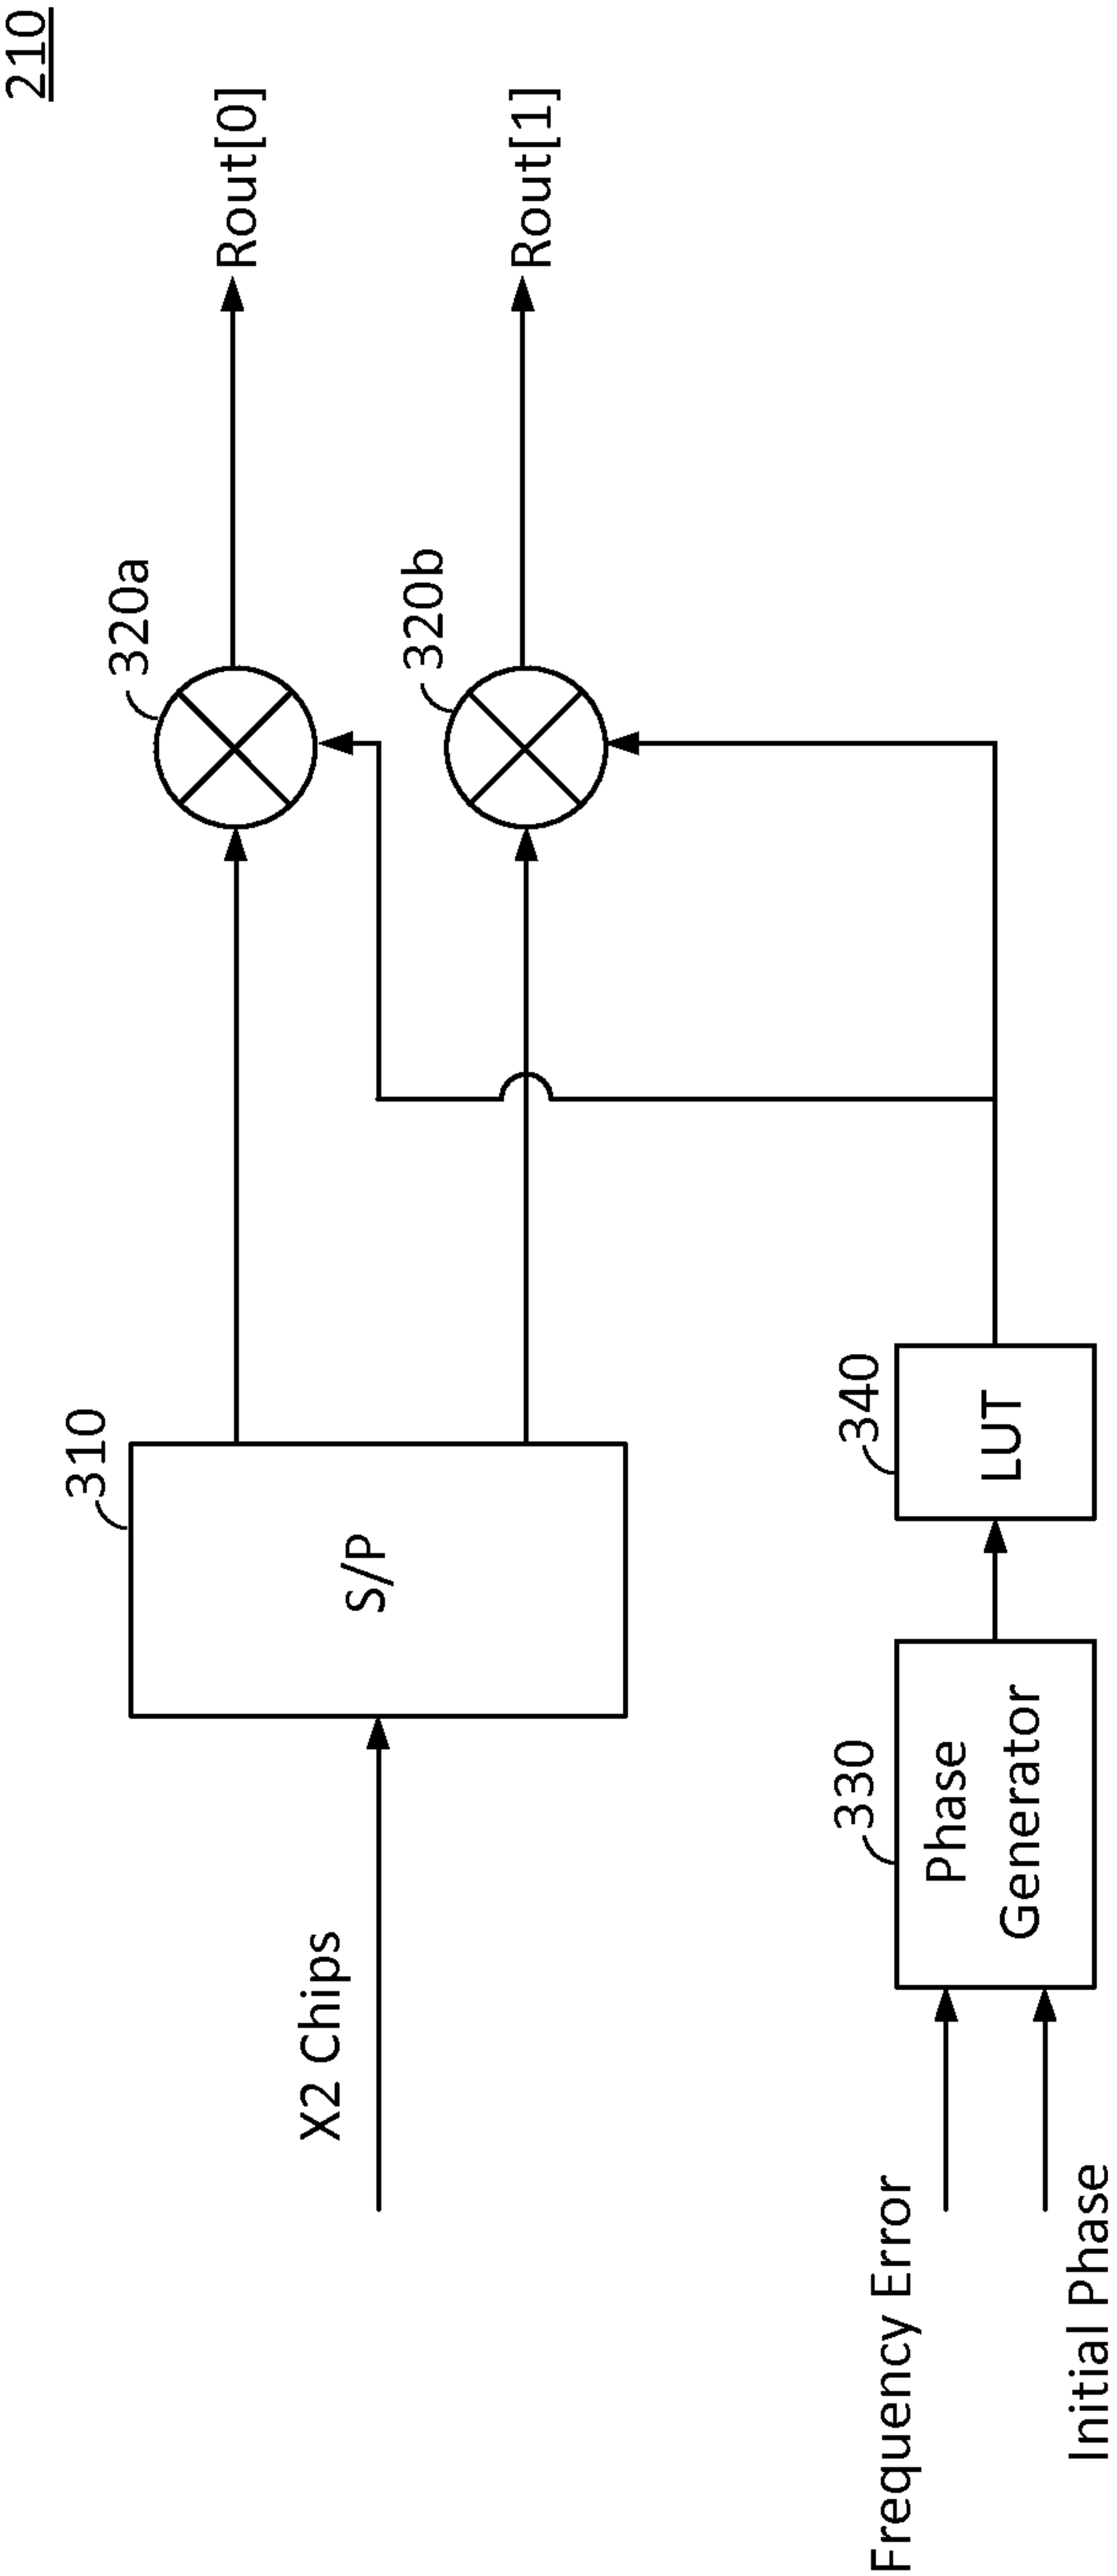 210
320a
Rout[0]
310
320b
S/P
X2 Chips
Rout[1]
330
340
Frequency Error
Phase
Generator
LUT
Initial Phase